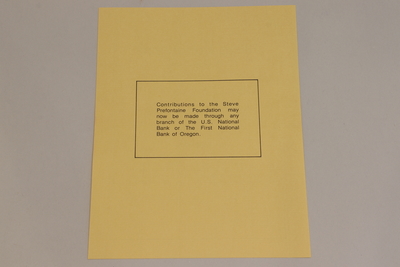 Contributions to the Steve
Prefontaine Foundation may
now be made through any
branch of the U.S. National
Bank or The First National
Bank of Oregon.